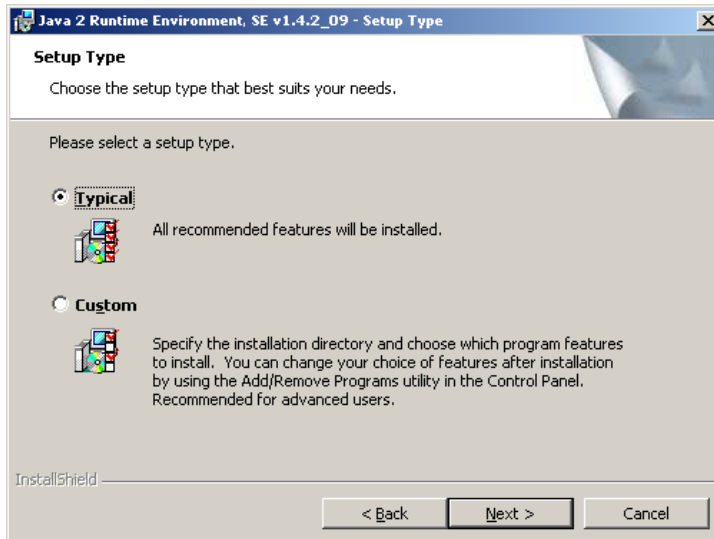 Java 2 Runtime Environment, SE v1.4.2_09 - Setup Type
Setup Type
Choose the setup type that best suits your needs.
Please select a setup type.
Typical
All recommended features will be installed.
Custom
Specify the installation directory and choose which program features
to install. You can change your choice of features after installation
by using the Add/Remove Programs utility in the Control Panel.
Recommended for advanced users.
InstallShield
< Back
Next >
Cancel